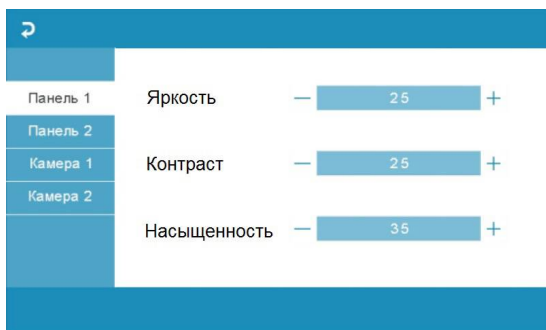 Панель 1
Панель 2
Камера 1
Камера 2
Яркость — 25 +
Контраст — 25 +
Насыщенность — 35 +